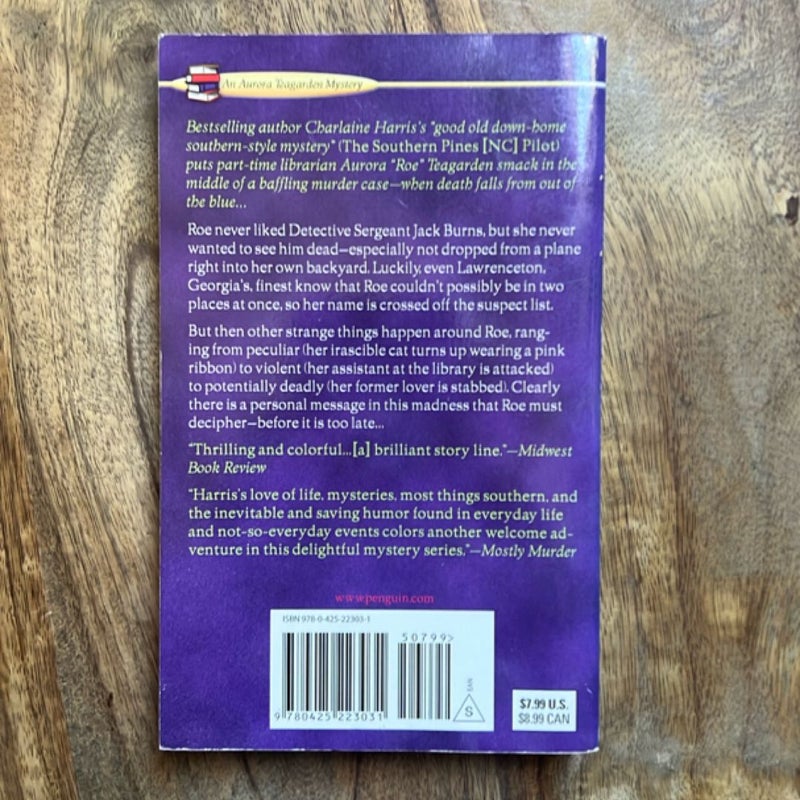 An Aurora Teagarden Mystery
Bestselling author Charlaine Harris's "good old down-home
southern-style mystery" (The Southern Pines [NC] Pilot)
puts part-time librarian Aurora "Roe" Teagarden smack in the
middle of a baffling murder case—when death falls from out of
the blue...
Roe never liked Detective Sergeant Jack Burns, but she never
wanted to see him dead—especially not dropped from a plane
right into her own backyard. Luckily, even Lawrenceton,
Georgia's, finest know that Roe couldn't possibly be in two
places at once, so her name is crossed off the suspect list.
But then other strange things happen around Roe, rang-
ing from peculiar (her irascible cat turns up wearing a pink
ribbon) to violent (her assistant at the library is attacked)
to potentially deadly (her former lover is stabbed). Clearly
there is a personal message in this madness that Roe must
decipher—before it is too late...
"Thrilling and colorful...[a] brilliant story line."—Midwest
Book Review
"Harris's love of life, mysteries, most things southern, and
the inevitable and saving humor found in everyday life
and not-so-everyday events colors another welcome ad-
venture in this delightful mystery series."—Mostly Murder
www.penguin.com
ISBN 978-0-425-22303-1
50799>
9 780425 223031
EAN
S
$7.99 U.S.
$8.99 CAN